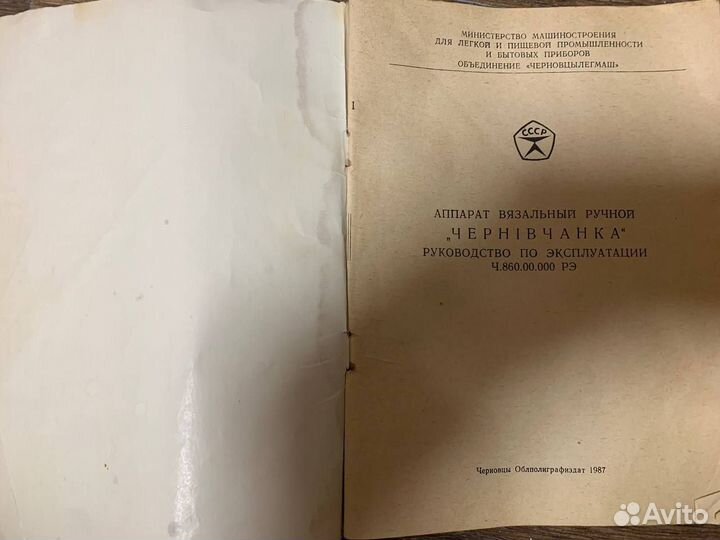 МИНИСТЕРСТВО МАШИНОСТРОЕНИЯ
ДЛЯ ЛЕГКОЙ И ПИЩЕВОЙ ПРОМЫШЛЕННОСТИ
И БЫТОВЫХ ПРИБОРОВ
ОБЪЕДИНЕНИЕ «ЧЕРНОВЦЫЛЕГМАШ»
СССР
АППАРАТ ВЯЗАЛЬНЫЙ РУЧНОЙ
„ЧЕРНІВЧАНКА“
РУКОВОДСТВО ПО ЭКСПЛУАТАЦИИ
Ч.860.00.000 РЭ
Черновцы Облполиграфиздат 1987
Avito